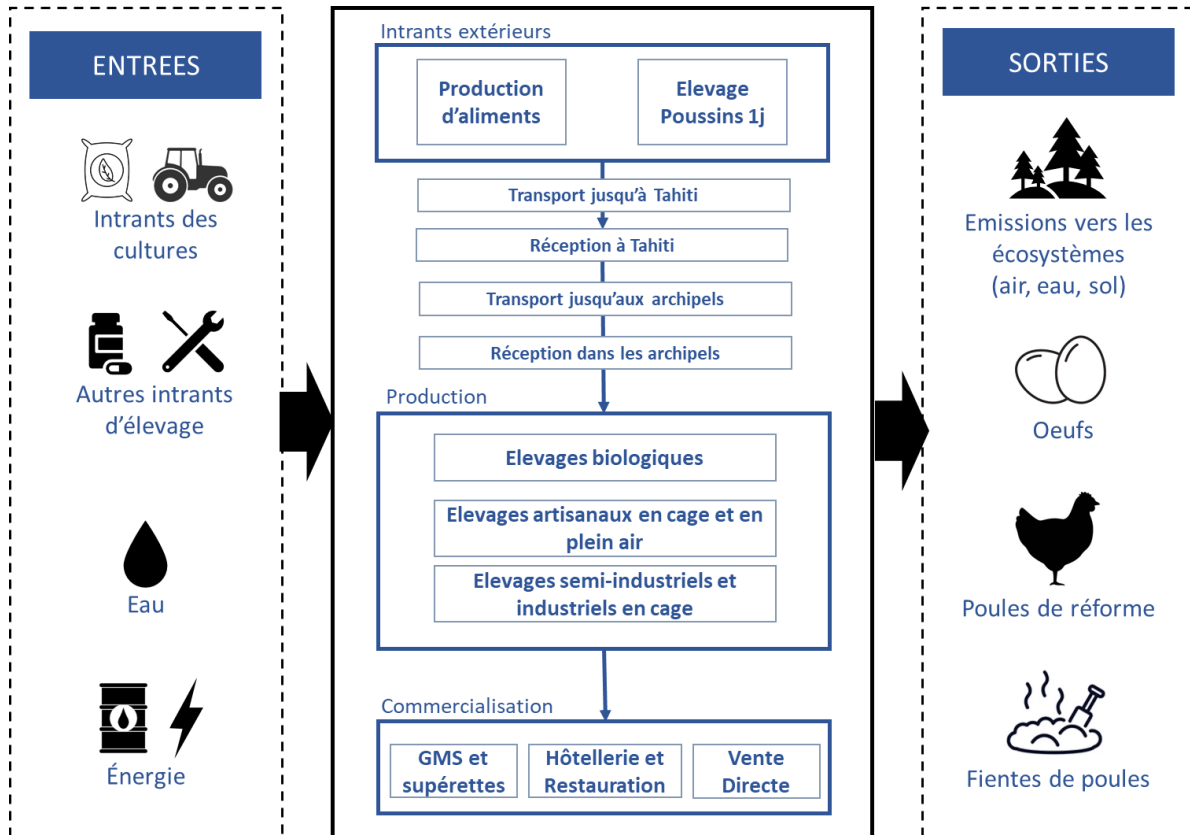 ENTREES
Intrants des
cultures
Autres intrants
d'élevage
Eau
Énergie
Intrants extérieurs
Production
d'aliments
Elevage
Poussins 1j
Transport jusqu'à Tahiti
Réception à Tahiti
Transport jusqu'aux archipels
Réception dans les archipels
Production
Elevages biologiques
Elevages artisanaux en cage et en
plein air
Elevages semi-industriels et
industriels en cage
Commercialisation
GMS et
supérettes
Hôtellerie et
Restauration
Vente
Directe
SORTIES
Emissions vers les
écosystèmes
(air, eau, sol)
Oeufs
Poules de réforme
Fientes de poules